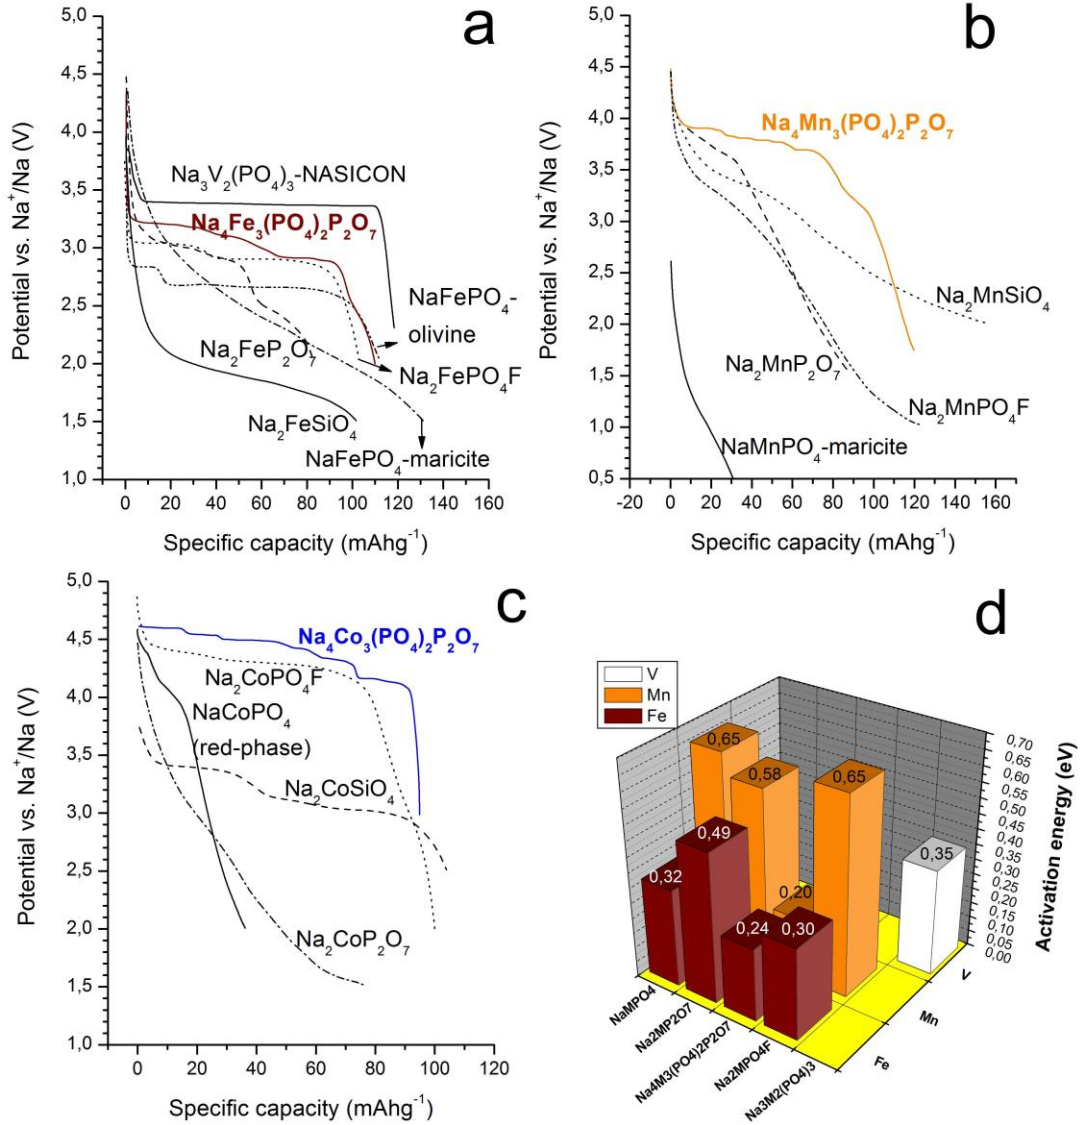 a
5,0
4,5
4,0
3,5
3,0
2,5
2,0
1,5
1,0
Potential vs. Na⁺/Na (V)
Na₃V₂(PO₄)₃-NASICON
Na₄Fe₃(PO₄)₂P₂O₇
NaFePO₄-
olivine
Na₂FeP₂O₇
Na₂FePO₄F
Na₂FeSiO₄
NaFePO₄-maricite
0 20 40 60 80 100 120 140 160
Specific capacity (mAhg⁻¹)
b
5,0
4,5
4,0
3,5
3,0
2,5
2,0
1,5
1,0
0,5
Potential vs. Na⁺/Na (V)
Na₄Mn₃(PO₄)₂P₂O₇
Na₂MnSiO₄
Na₂MnP₂O₇
Na₂MnPO₄F
NaMnPO₄-maricite
-20 0 20 40 60 80 100 120 140 160
Specific capacity (mAhg⁻¹)
c
5,0
4,5
4,0
3,5
3,0
2,5
2,0
1,5
1,0
Potential vs. Na⁺/Na (V)
Na₄Co₃(PO₄)₂P₂O₇
Na₂CoPO₄F
NaCoPO₄
(red-phase)
Na₂CoSiO₄
Na₂CoP₂O₇
0 20 40 60 80 100 120
Specific capacity (mAhg⁻¹)
d
V
Mn
Fe
0,65
0,58
0,65
0,49
0,35
0,32
0,20
0,24
0,30
0,70
0,65
0,60
0,55
0,50
0,45
0,40
0,35
0,30
0,25
0,20
0,15
0,10
0,05
0,00
Activation energy (eV)
NaMPO4
Na2MP2O7
Na4M3(PO4)2P2O7
Na2MPO4F
Na3M2(PO4)3
Fe
Mn
V